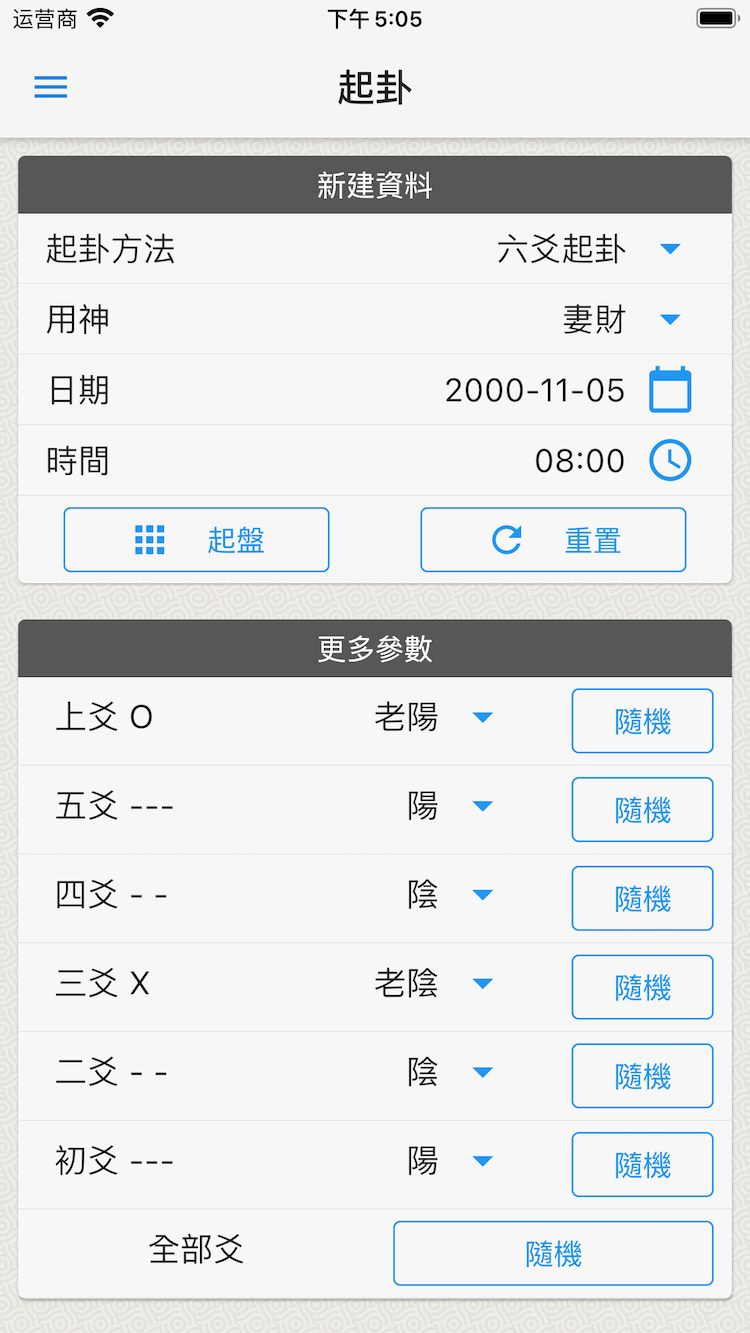 运营商 下午5:05
起卦
新建資料
起卦方法 六爻起卦
用神 妻財
日期 2000-11-05
時間 08:00
起盤 重置
更多參數
上爻 O 老陽 隨機
五爻 --- 陽 隨機
四爻 - - 陰 隨機
三爻 X 老陰 隨機
二爻 - - 陰 隨機
初爻 --- 陽 隨機
全部爻 隨機